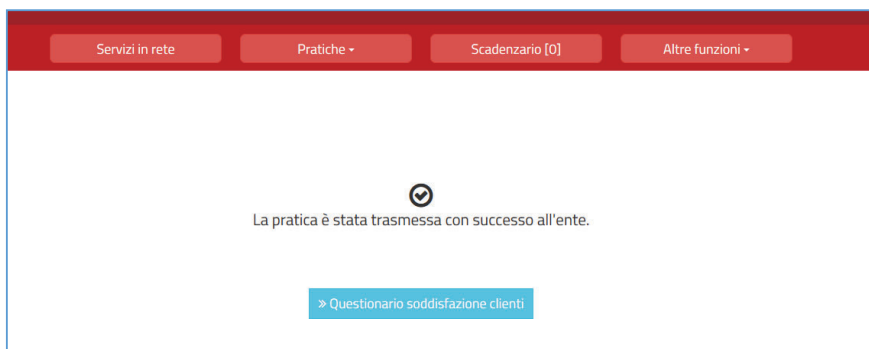 Servizi in rete Pratiche Scadenzario [0] Altre funzioni
La pratica è stata trasmessa con successo all'ente.
» Questionario soddisfazione clienti